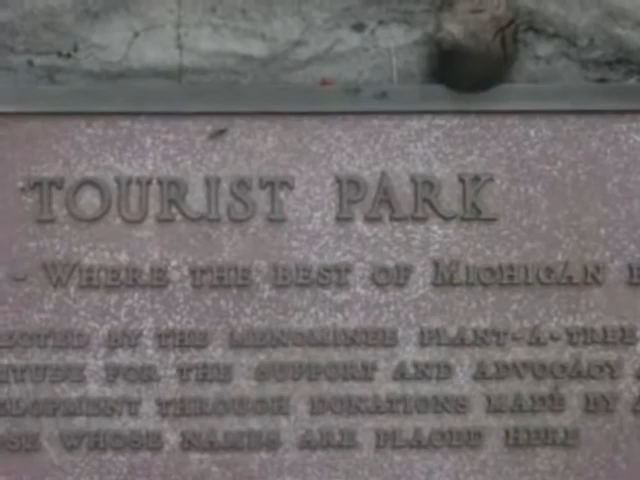 TOURIST PARK
- WHERE THE BEST OF MICHIGAN
BY THE MENOMINEE PLANT-A-TREE
FOR THE SUPPORT AND ADVOCACY
THROUGH DONATIONS MADE BY
WHOSE NAMES ARE PLACED HERE